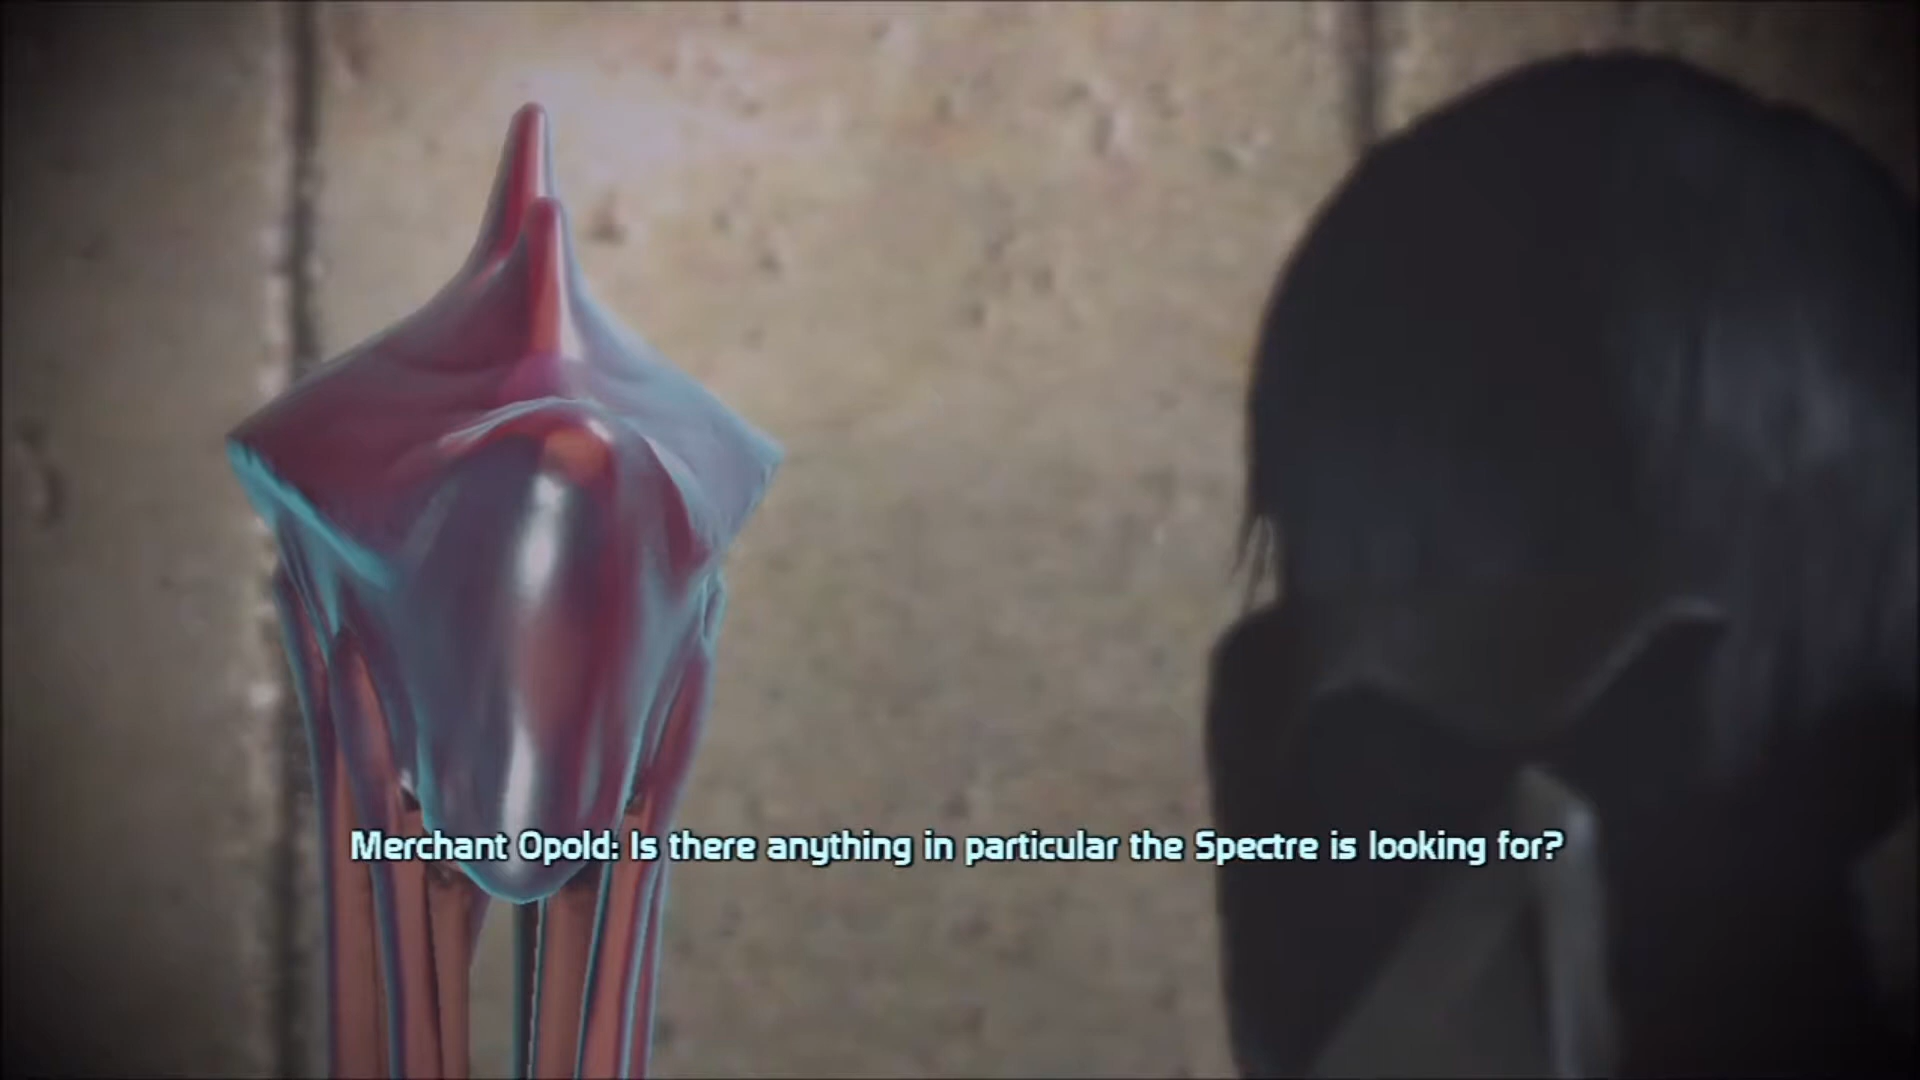 Merchant Opold: Is there anything in particular the Spectre is looking for?